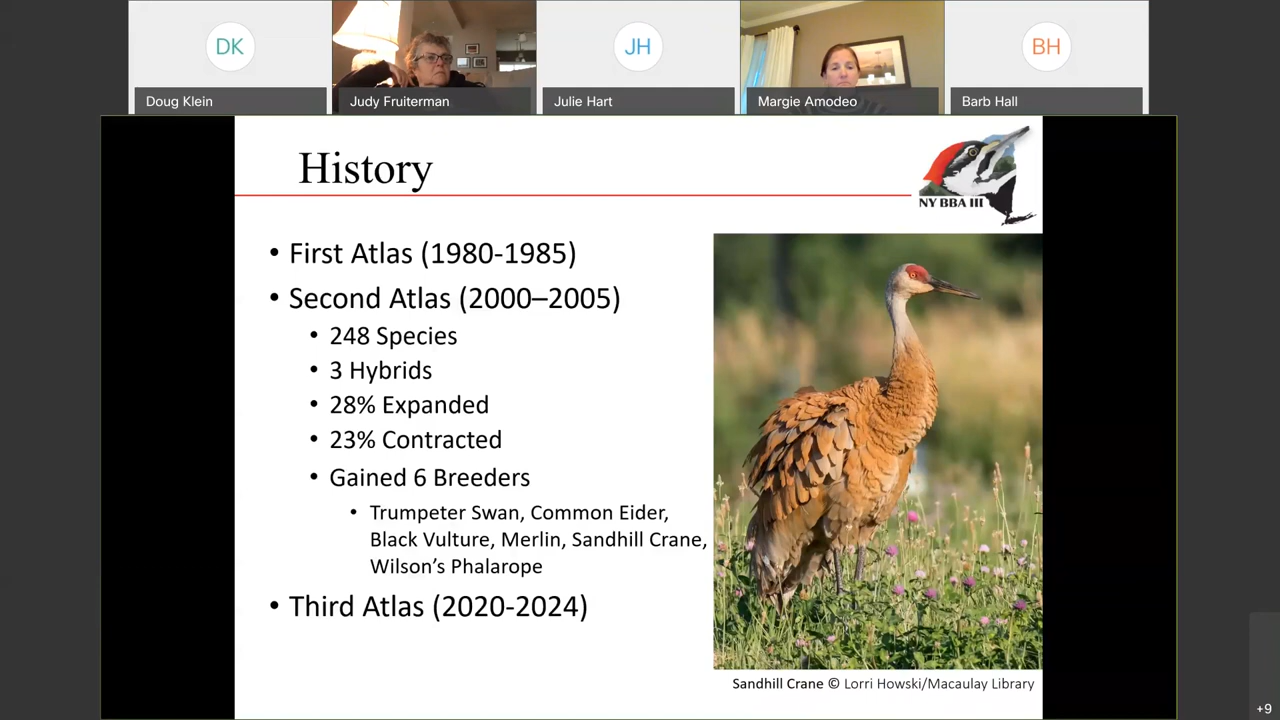 DK
JH
BH
Doug Klein
Judy Fruiterman
Julie Hart
Margie Amodeo
Barb Hall
History
NY BBA III
• First Atlas (1980-1985)
• Second Atlas (2000–2005)
• 248 Species
• 3 Hybrids
• 28% Expanded
• 23% Contracted
• Gained 6 Breeders
• Trumpeter Swan, Common Eider,
Black Vulture, Merlin, Sandhill Crane,
Wilson’s Phalarope
• Third Atlas (2020-2024)
Sandhill Crane © Lorri Howski/Macaulay Library
+9